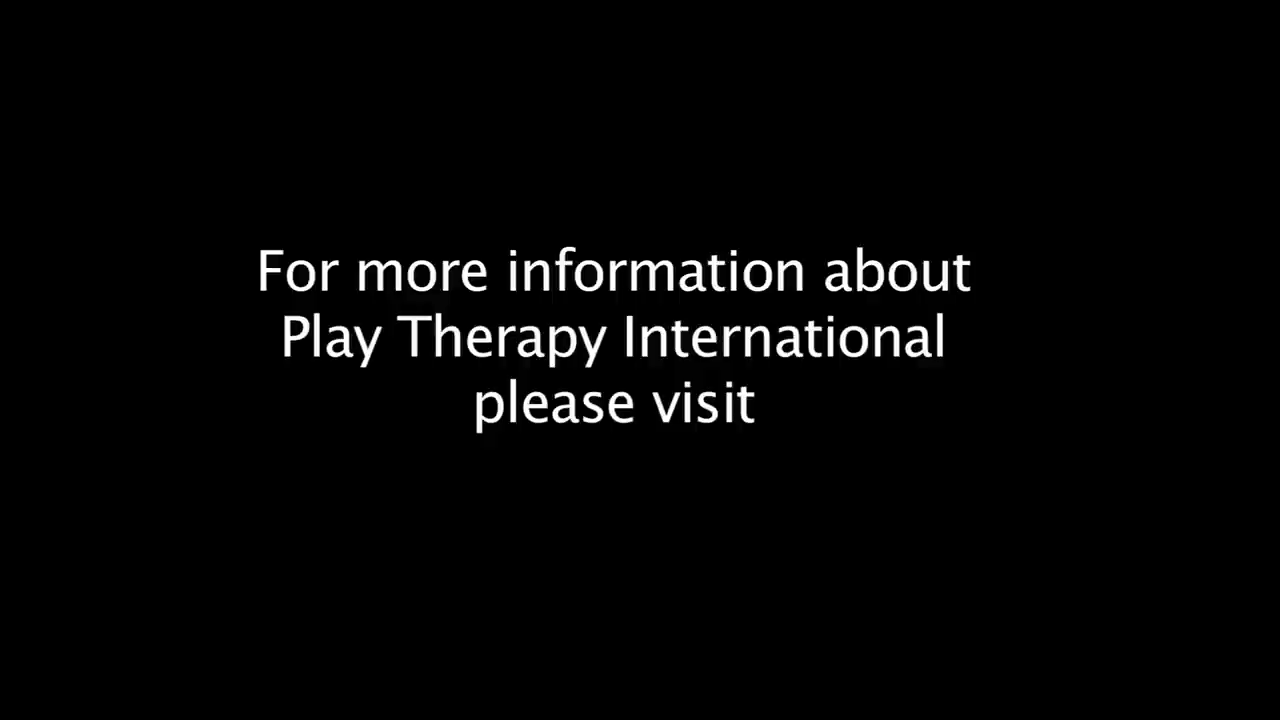 For more information about
Play Therapy International
please visit